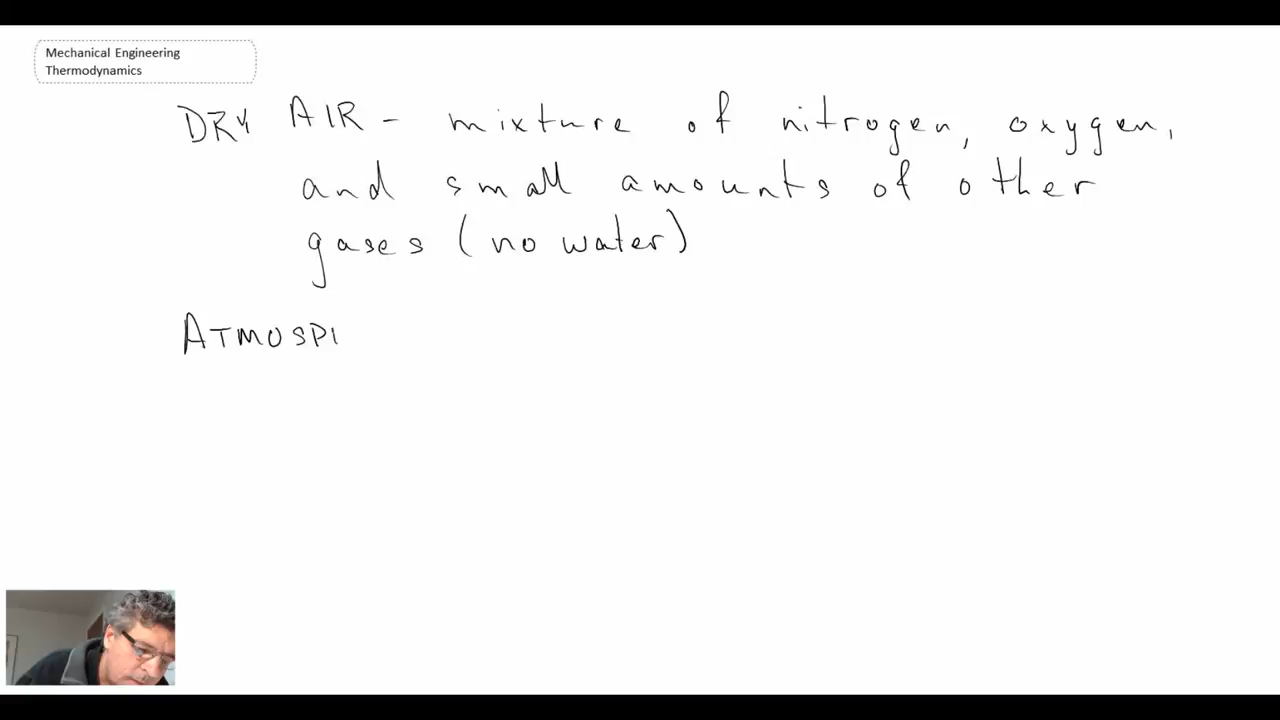 Mechanical Engineering
Thermodynamics
DRY AIR - mixture of nitrogen, oxygen,
and small amounts of other
gases (no water)
ATMOSPI